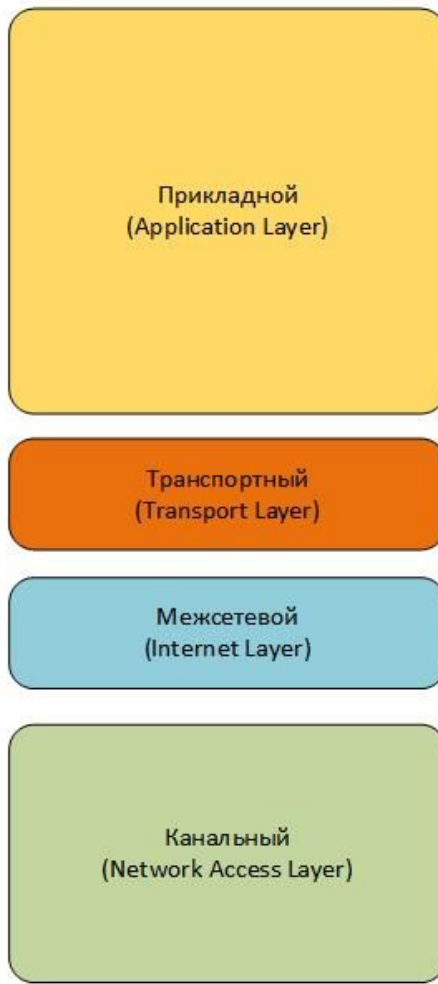 Прикладной
(Application Layer)
Транспортный
(Transport Layer)
Межсетевой
(Internet Layer)
Канальный
(Network Access Layer)